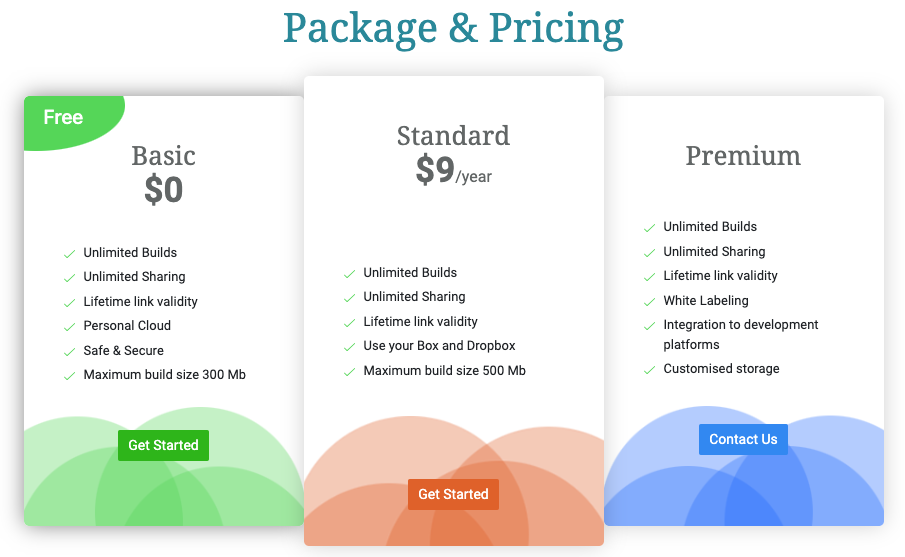 Package & Pricing
Free
Basic
$0
Unlimited Builds
Unlimited Sharing
Lifetime link validity
Personal Cloud
Safe & Secure
Maximum build size 300 Mb
Get Started
Standard
$9/year
Unlimited Builds
Unlimited Sharing
Lifetime link validity
Use your Box and Dropbox
Maximum build size 500 Mb
Get Started
Premium
Unlimited Builds
Unlimited Sharing
Lifetime link validity
White Labeling
Integration to development
platforms
Customised storage
Contact Us